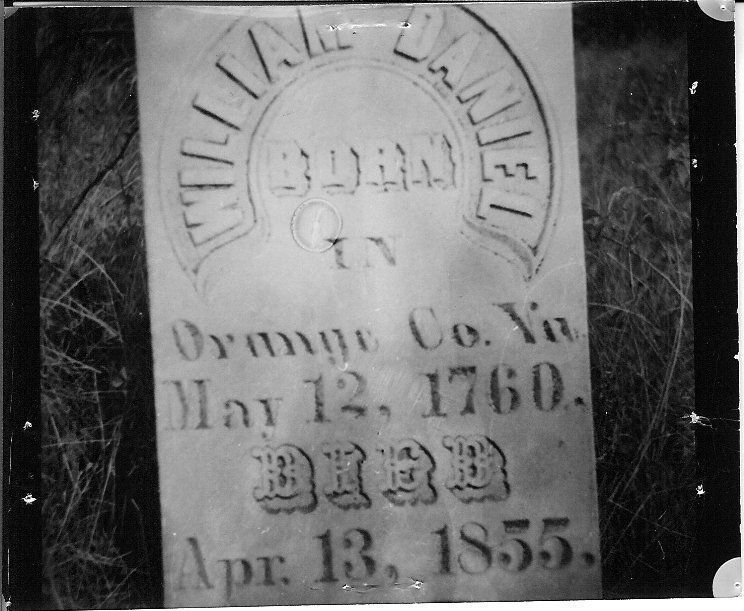 WILLIAM DANIEL
BORN
IN
Orange Co. Va.
May 12, 1760.
DIED
Apr. 13, 1855.